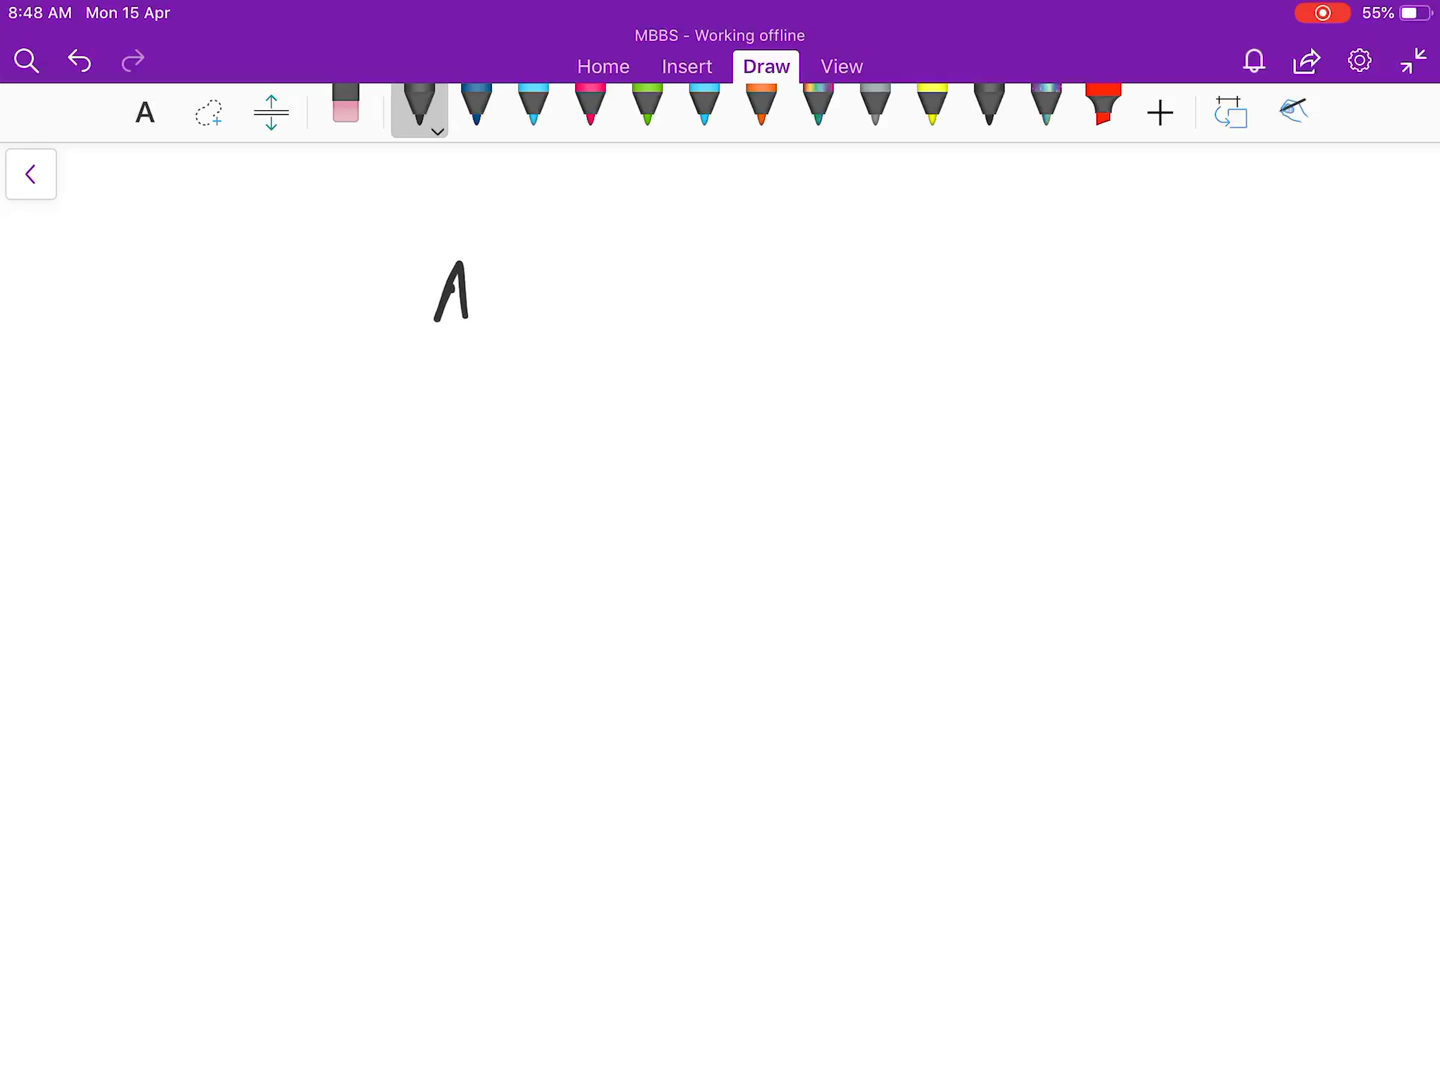 8:48 AM Mon 15 Apr 55%
MBBS - Working offline
Home Insert Draw View
A
A